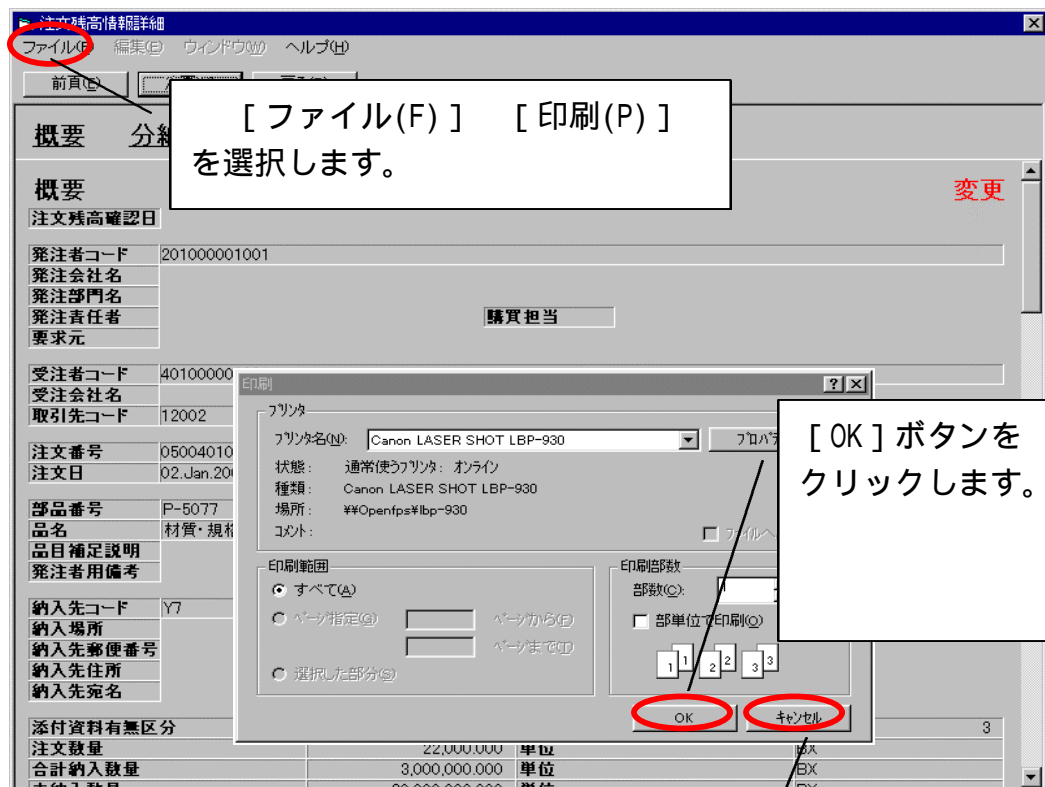 注文残高情報詳細
ファイル(F) 編集(E) ウィンドウ(W) ヘルプ(H)
前頁(E)
[ファイル(F)] [印刷(P)]
を選択します。
概要
概要
変更
注文残高確認日
発注者コード 201000001001
発注会社名
発注部門名
発注責任者 購買担当
要求元
受注者コード 40100000
受注会社名
取引先コード 12002
注文番号 05004010
注文日 02.Jan.20
部品番号 P-5077
品名 材質・規格
品目補足説明
発注者用備考
納入先コード Y7
納入場所
納入先郵便番号
納入先住所
納入先宛名
添付資料有無区分 3
注文数量 22,000.000 単位 BX
合計納入数量 3,000,000.000 単位 BX
印刷
プリンタ
プリンタ名(N): Canon LASER SHOT LBP-930
状態: 通常使うプリンタ: オンライン
種類: Canon LASER SHOT LBP-930
場所: ¥¥Openfps¥lbp-930
コメント:
印刷範囲
すべて(A)
ページ指定(G) ページから(F)
ページまで(T)
選択した部分(S)
印刷部数
部数(C): 1
部単位で印刷(O)
1 1 2 2 3 3
OK キャンセル
[OK]ボタンを
クリックします。